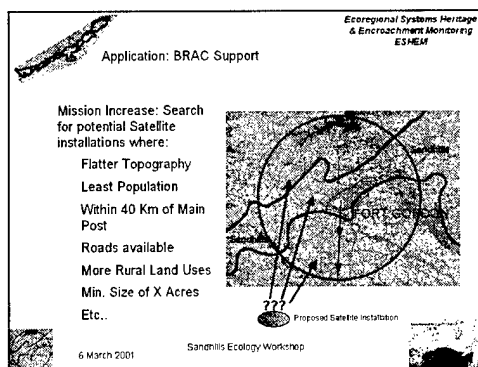 Ecoregional Systems Heritage
& Encroachment Monitoring
ESHEM
Application: BRAC Support
Mission Increase: Search
for potential Satellite
installations where:
Flatter Topography
Least Population
Within 40 Km of Main
Post
Roads available
More Rural Land Uses
Min. Size of X Acres
Etc..
FORT GORDON
???
Proposed Satellite Installation
6 March 2001
Sandhills Ecology Workshop